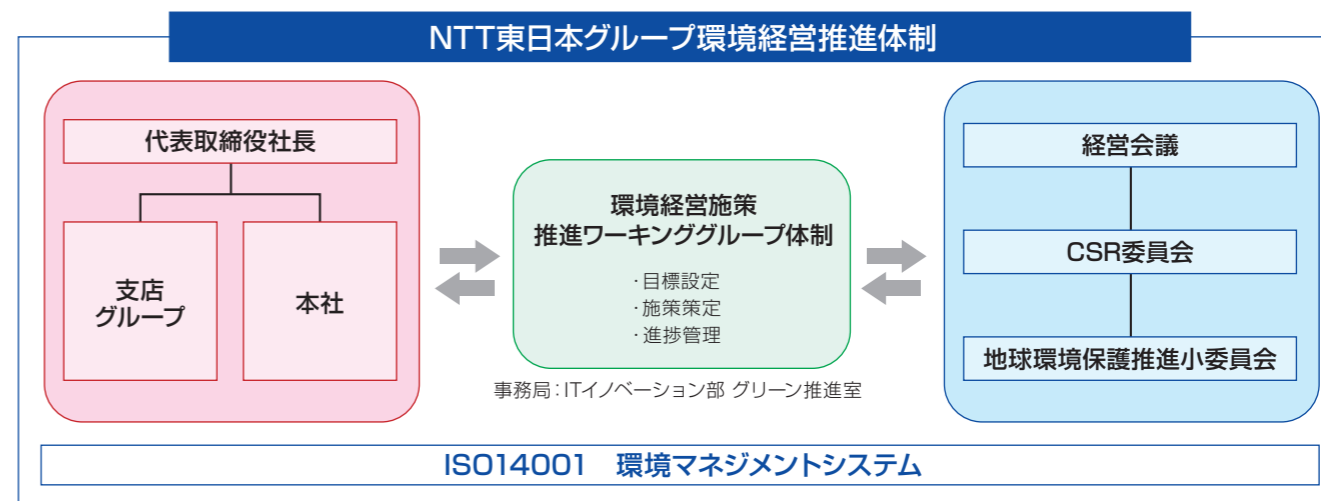 NTT東日本グループ環境経営推進体制
代表取締役社長
支店
グループ
本社
環境経営施策
推進ワーキンググループ体制
・目標設定
・施策策定
・進捗管理
事務局：ITイノベーション部 グリーン推進室
経営会議
CSR委員会
地球環境保護推進小委員会
ISO14001　環境マネジメントシステム